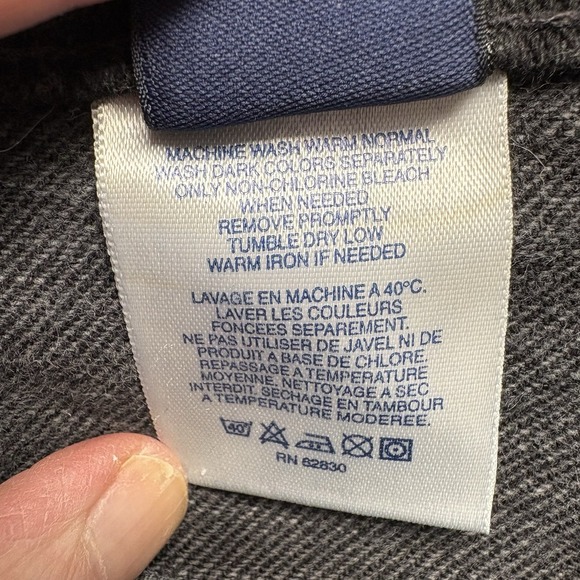 MACHINE WASH WARM NORMAL
WASH DARK COLORS SEPARATELY
ONLY NON-CHLORINE BLEACH
WHEN NEEDED
REMOVE PROMPTLY
TUMBLE DRY LOW
WARM IRON IF NEEDED
LAVAGE EN MACHINE A 40°C.
LAVER LES COULEURS
FONCEES SEPAREMENT.
NE PAS UTILISER DE JAVEL NI DE
PRODUIT A BASE DE CHLORE.
REPASSAGE A TEMPERATURE
MOYENNE. NETTOYAGE A SEC
INTERDIT SECHAGE EN TAMBOUR
A TEMPERATURE MODEREE.
40
RN 62830